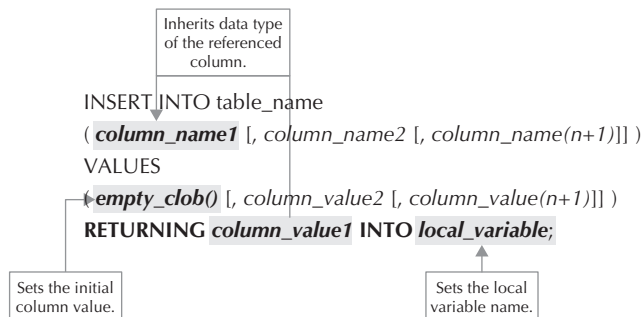 Inherits data type
of the referenced
column.
INSERT INTO table_name
( column_name1 [, column_name2 [, column_name(n+1)]] )
VALUES
( empty_clob() [, column_value2 [, column_value(n+1)]] )
RETURNING column_value1 INTO local_variable;
Sets the initial
column value.
Sets the local
variable name.